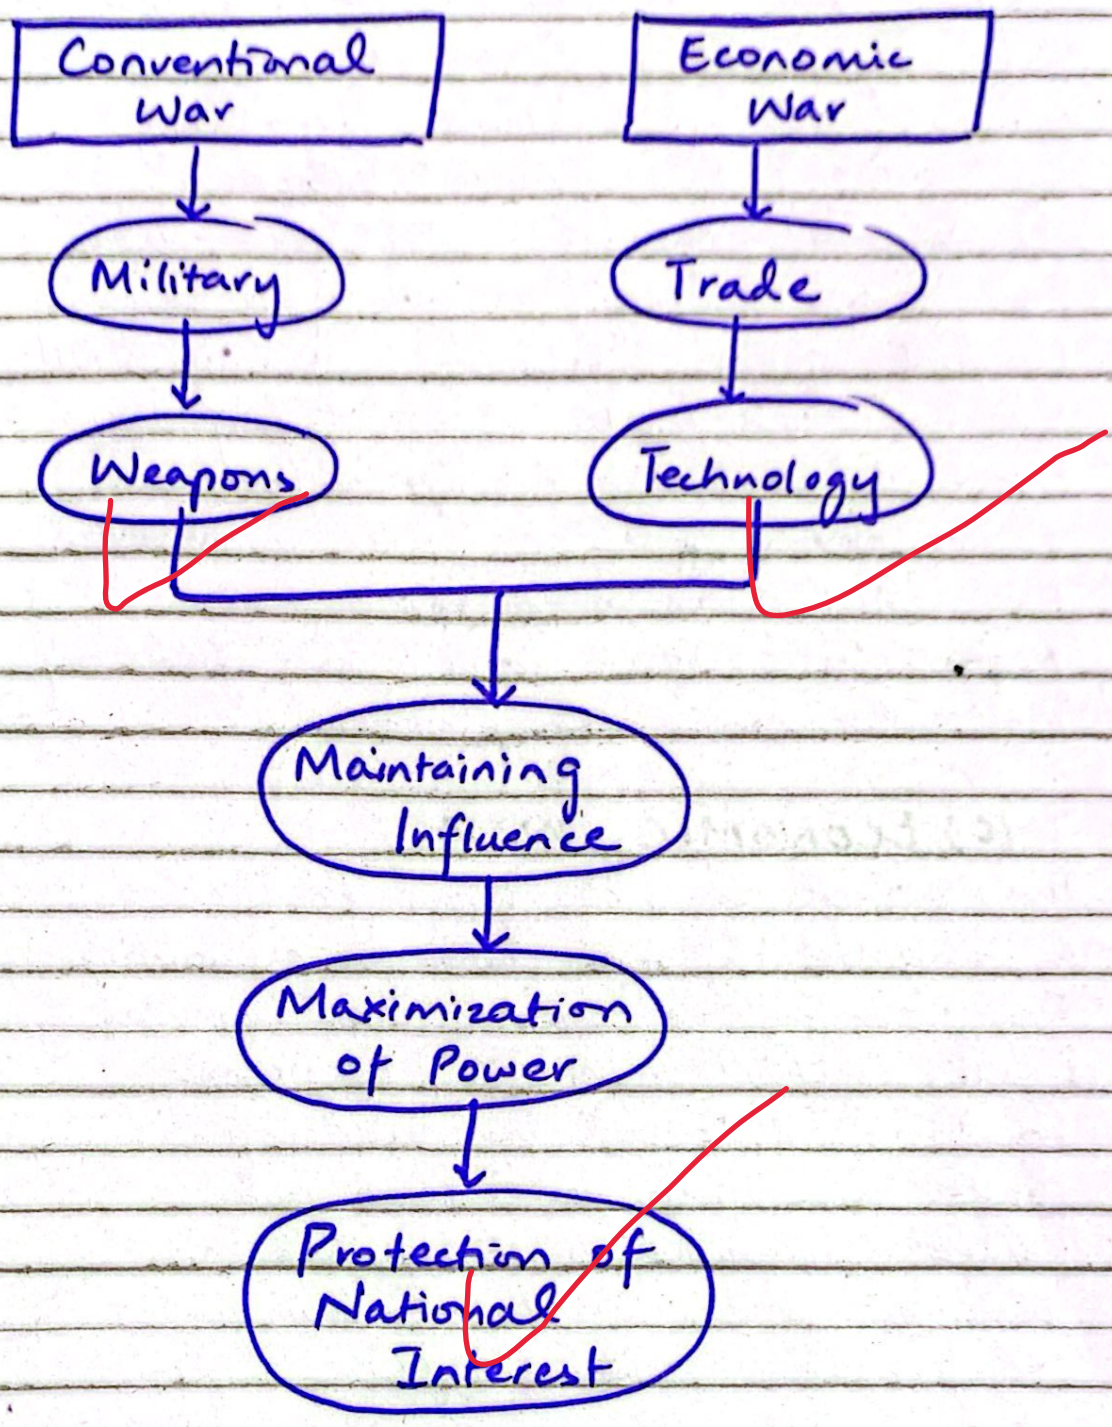 Conventional
War
Economic
War
Military
Trade
Weapons
Technology
Maintaining
Influence
Maximization
of Power
Protection of
National
Interest